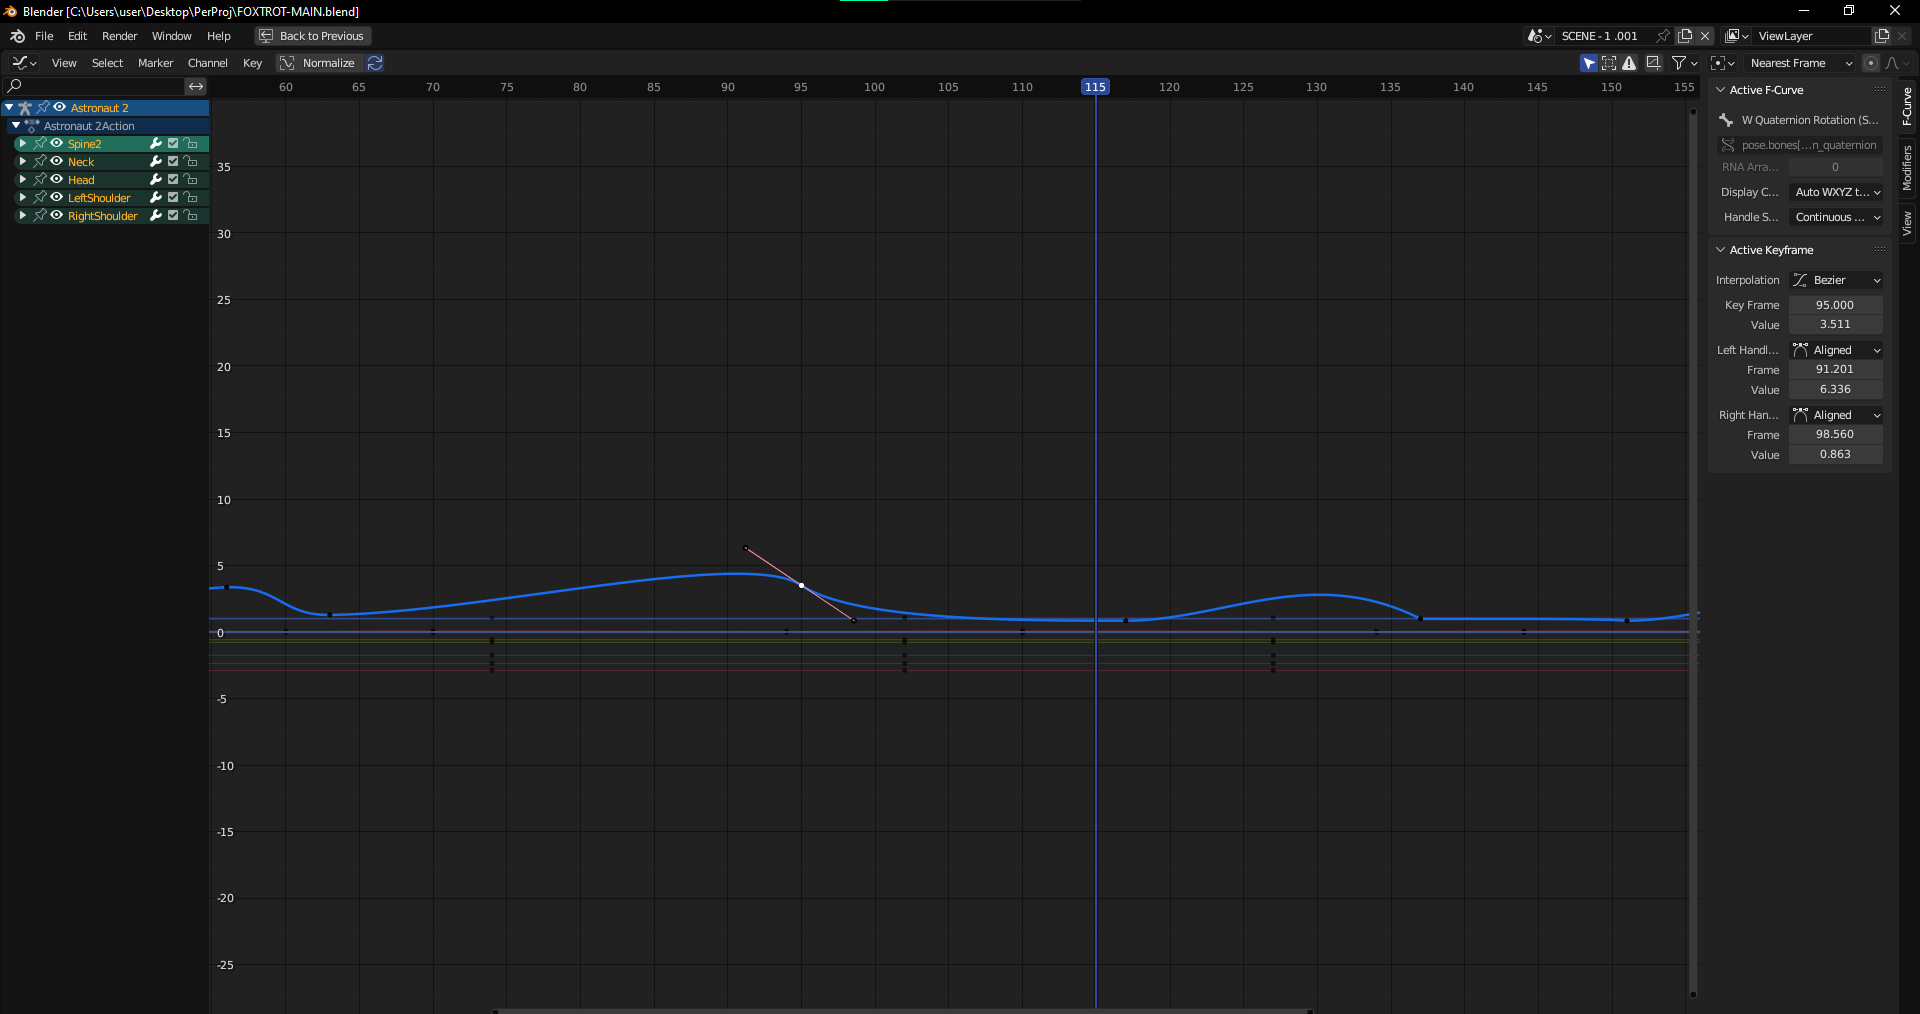 Blender [C:\Users\user\Desktop\PerProj\FOXTROT-MAIN.blend]
File Edit Render Window Help Back to Previous SCENE - 1 .001 ViewLayer
View Select Marker Channel Key Normalize Nearest Frame
60 65 70 75 80 85 90 95 100 105 110 115 120 125 130 135 140 145 150 155
Astronaut 2
Astronaut 2Action
Spine2
Neck
Head
LeftShoulder
RightShoulder
35
30
25
20
15
10
5
0
-5
-10
-15
-20
-25
Active F-Curve
W Quaternion Rotation (S...
pose.bones[...n_quaternion
RNA Arra... 0
Display C... Auto WXYZ t...
Handle S... Continuous ...
Active Keyframe
Interpolation Bezier
Key Frame 95.000
Value 3.511
Left Handl... Aligned
Frame 91.201
Value 6.336
Right Han... Aligned
Frame 98.560
Value 0.863
F-Curve
Modifiers
View